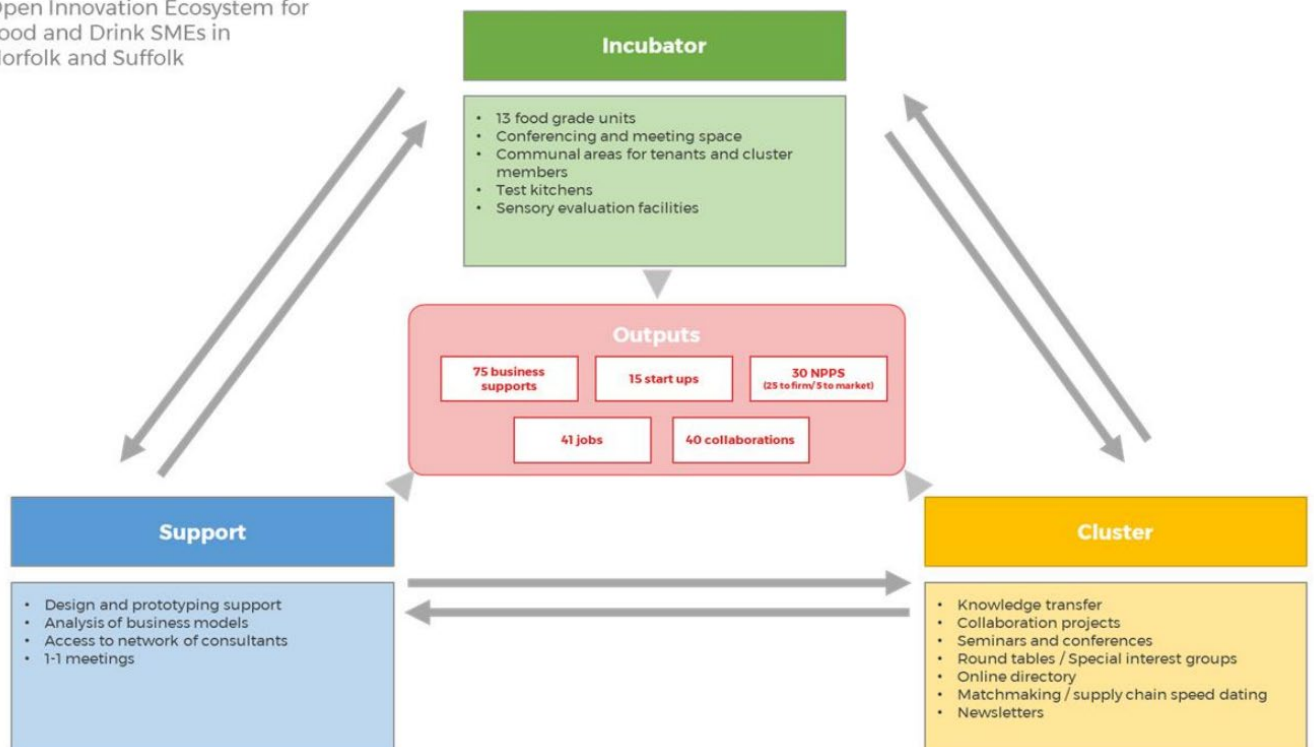 Open Innovation Ecosystem for
Food and Drink SMEs in
Norfolk and Suffolk
Incubator
• 13 food grade units
• Conferencing and meeting space
• Communal areas for tenants and cluster
members
• Test kitchens
• Sensory evaluation facilities
Outputs
75 business
supports
15 start ups
30 NPPS
(25 to firm/ 5 to market)
41 jobs
40 collaborations
Support
• Design and prototyping support
• Analysis of business models
• Access to network of consultants
• 1-1 meetings
Cluster
• Knowledge transfer
• Collaboration projects
• Seminars and conferences
• Round tables / Special interest groups
• Online directory
• Matchmaking / supply chain speed dating
• Newsletters